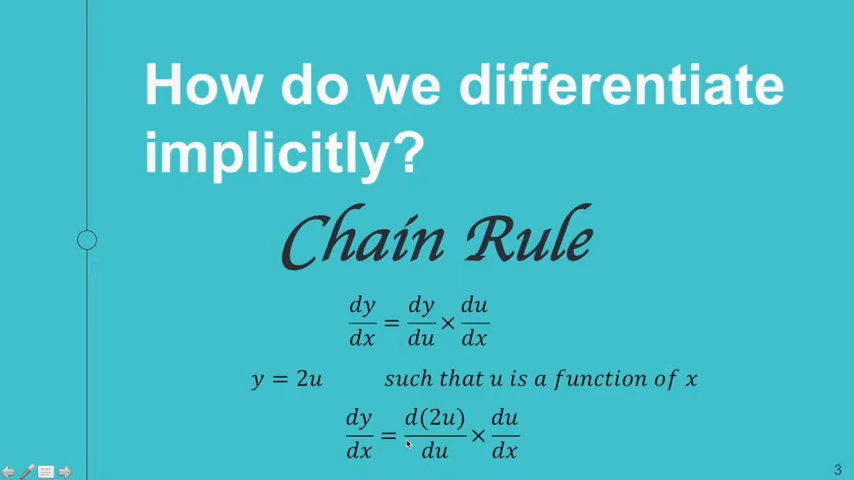 How do we differentiate
implicitly?
Chain Rule
dy/dx = dy/du × du/dx
y = 2u such that u is a function of x
dy/dx = d(2u)/du × du/dx
3